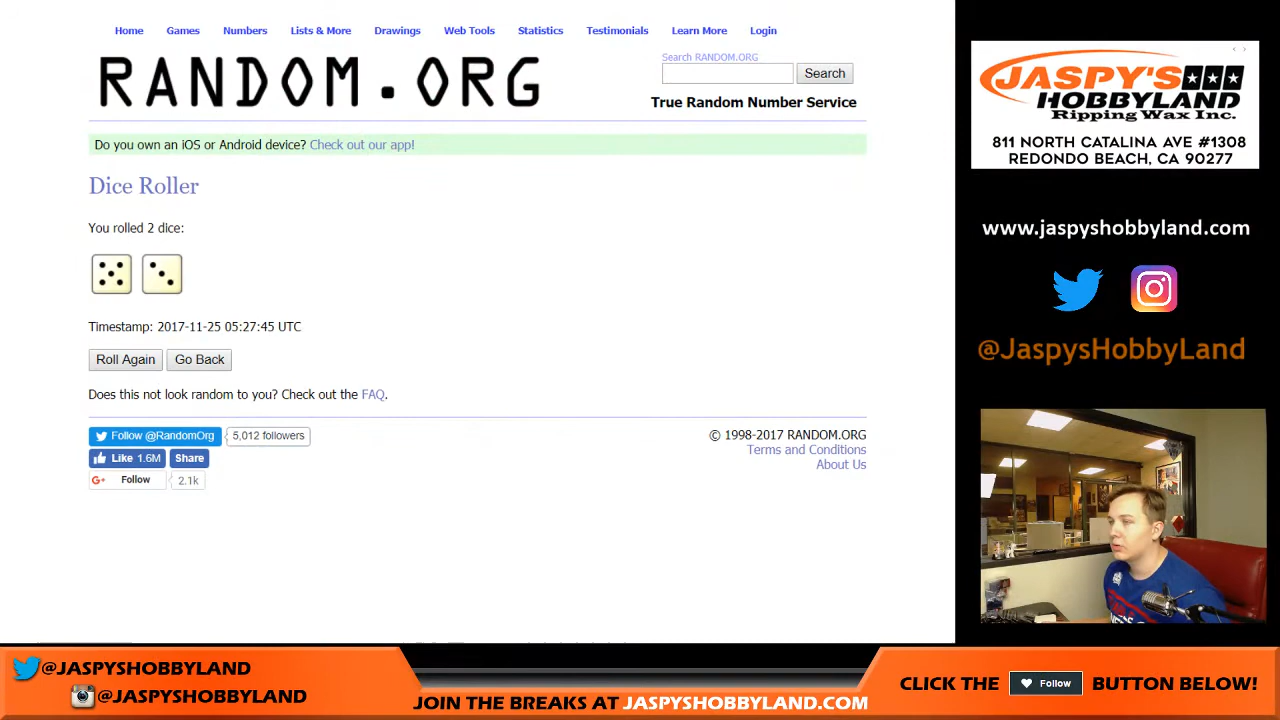 Home Games Numbers Lists & More Drawings Web Tools Statistics Testimonials Learn More Login
RANDOM.ORG
Search RANDOM.ORG
Search
True Random Number Service
Do you own an iOS or Android device? Check out our app!
Dice Roller
You rolled 2 dice:
Timestamp: 2017-11-25 05:27:45 UTC
Roll Again Go Back
Does this not look random to you? Check out the FAQ.
Follow @RandomOrg 5,012 followers
Like 1.6M Share
G+ Follow 2.1k
© 1998-2017 RANDOM.ORG
Terms and Conditions
About Us
JASPY'S
HOBBYLAND
Ripping Wax Inc.
811 NORTH CATALINA AVE #1308
REDONDO BEACH, CA 90277
www.jaspyshobbyland.com
@JaspysHobbyLand
@JASPYSHOBBYLAND
@JASPYSHOBBYLAND
JOIN THE BREAKS AT JASPYSHOBBYLAND.COM
CLICK THE Follow BUTTON BELOW!